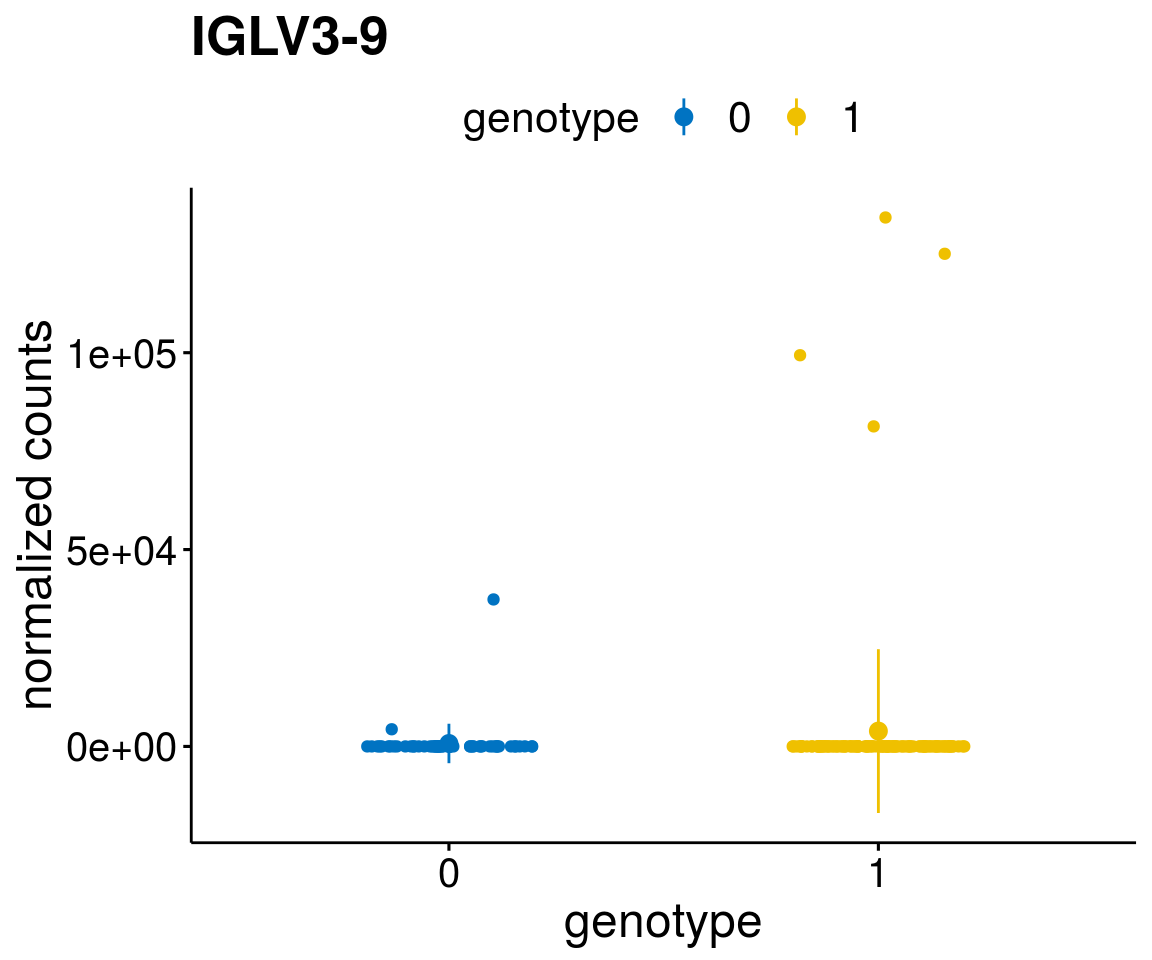 IGLV3-9
genotype 0 1
normalized counts
1e+05
5e+04
0e+00
0 1
genotype